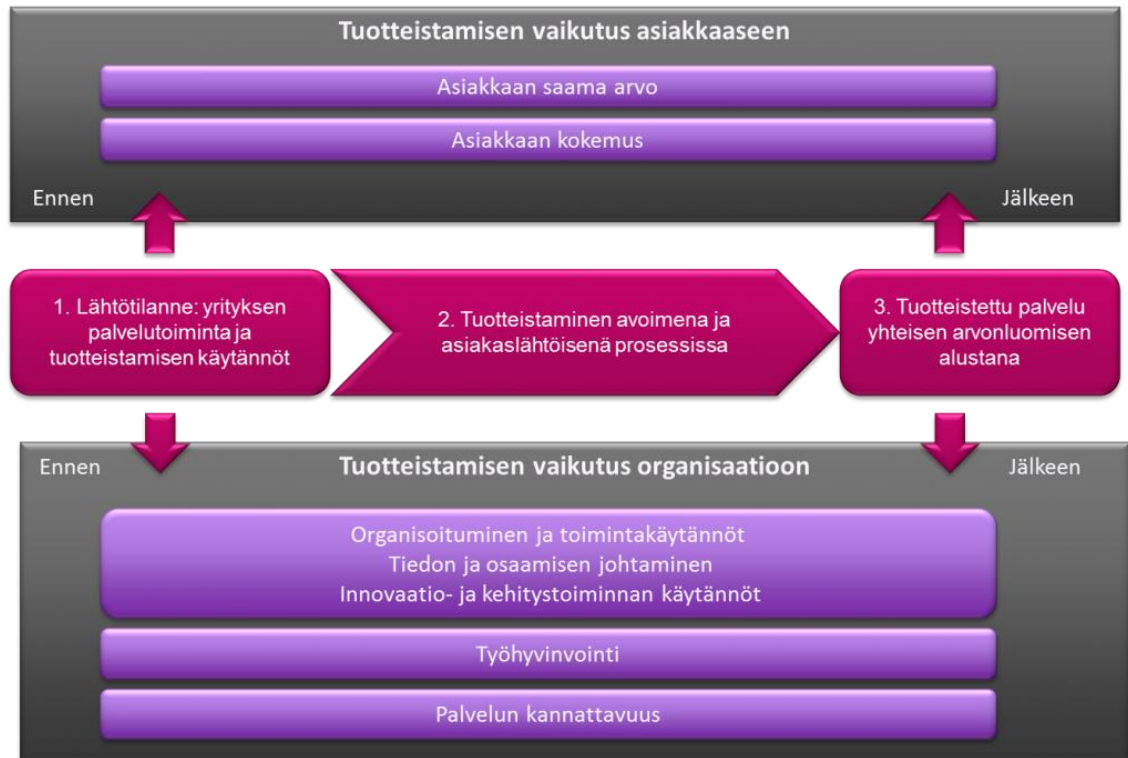 Tuotteistamisen vaikutus asiakkaaseen
Asiakkaan saama arvo
Asiakkaan kokemus
Ennen
Jälkeen
1. Lähtötilanne: yrityksen
palvelutoiminta ja
tuotteistamisen käytännöt
2. Tuotteistaminen avoimena ja
asiakaslähtöisenä prosessissa
3. Tuotteistettu palvelu
yhteisen arvonluomisen
alustana
Ennen
Tuotteistamisen vaikutus organisaatioon
Jälkeen
Organisoituminen ja toimintakäytännöt
Tiedon ja osaamisen johtaminen
Innovaatio- ja kehitystoiminnan käytännöt
Työhyvinvointi
Palvelun kannattavuus